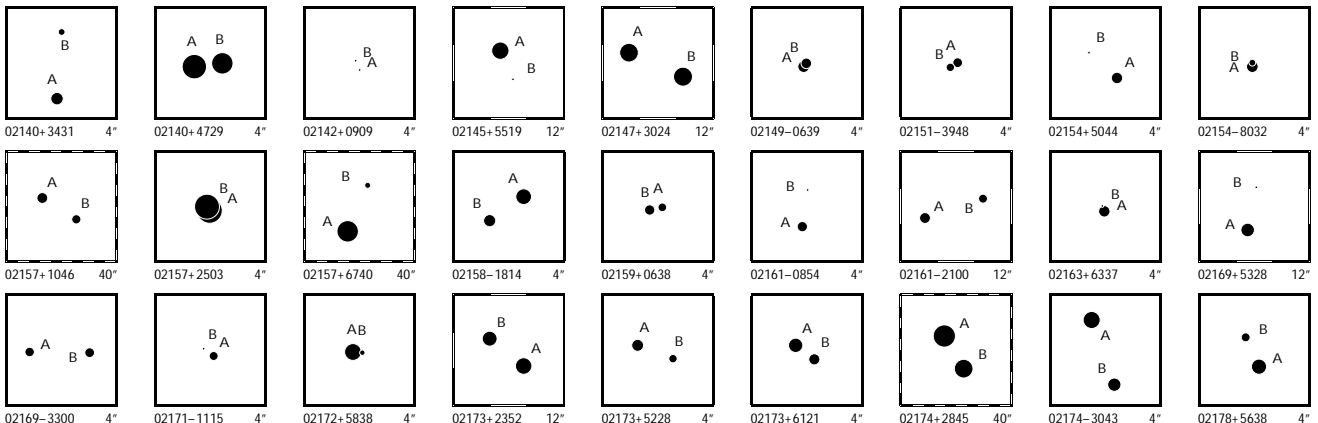 B
A
02140+3431 4″
A B
02140+4729 4″
B
A
02142+0909 4″
A
B
02145+5519 12″
A
B
02147+3024 12″
B
A
02149−0639 4″
A
B
02151−3948 4″
B
A
02154+5044 4″
B
A
02154−8032 4″
A
B
02157+1046 40″
B
A
02157+2503 4″
B
A
02157+6740 40″
A
B
02158−1814 4″
B A
02159+0638 4″
B
A
02161−0854 4″
A
B
02161−2100 12″
B
A
02163+6337 4″
B
A
02169+5328 12″
A
B
02169−3300 4″
B
A
02171−1115 4″
A B
02172+5838 4″
B
A
02173+2352 12″
A
B
02173+5228 4″
A
B
02173+6121 4″
A
B
02174+2845 40″
A
B
02174−3043 4″
B
A
02178+5638 4″